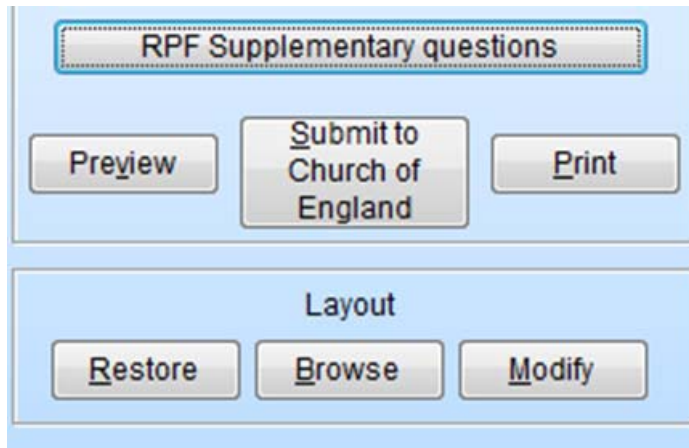 RPF Supplementary questions
Preview
Submit to
Church of
England
Print
Layout
Restore
Browse
Modify